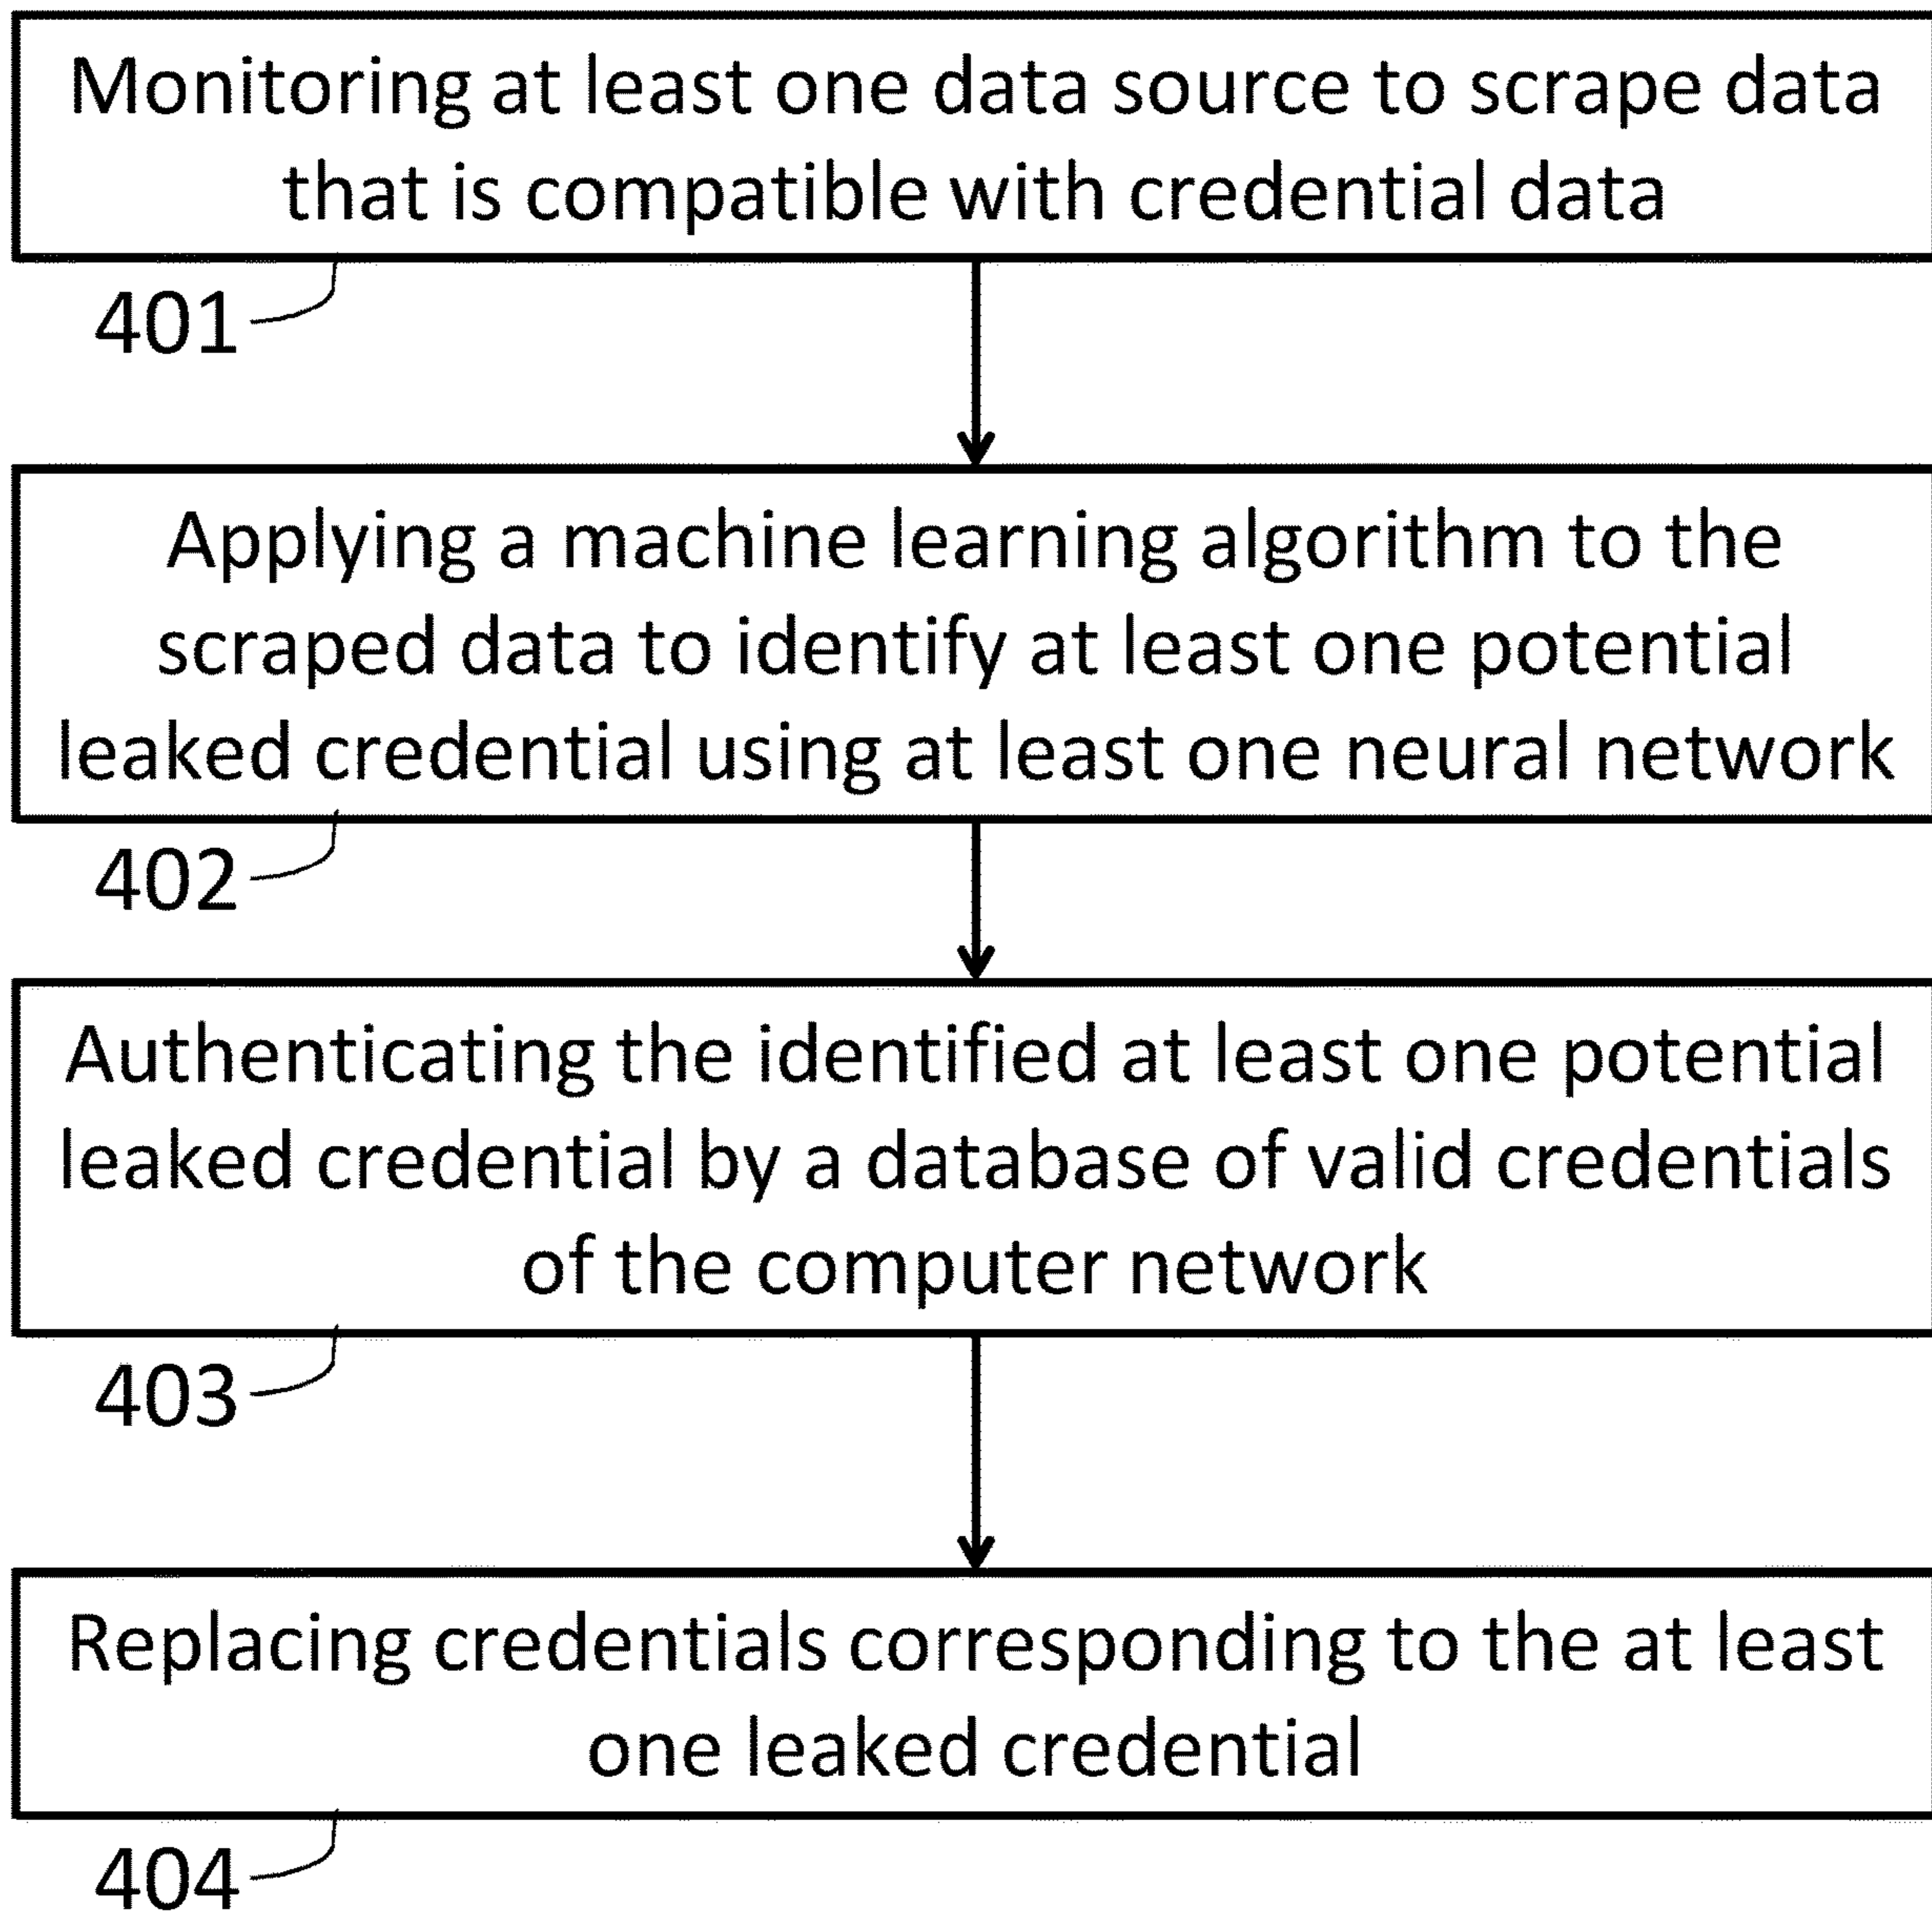 Monitoring at least one data source to scrape data
that is compatible with credential data
401
Applying a machine learning algorithm to the
scraped data to identify at least one potential
leaked credential using at least one neural network
402
Authenticating the identified at least one potential
leaked credential by a database of valid credentials
of the computer network
403
Replacing credentials corresponding to the at least
one leaked credential
404